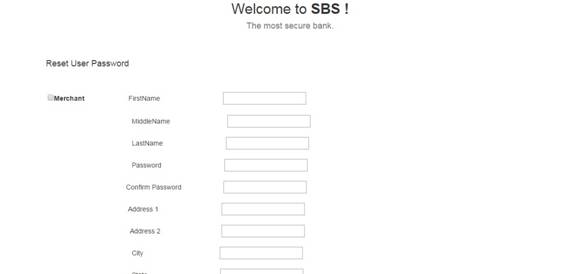 Welcome to SBS !
The most secure bank.
Reset User Password
Merchant FirstName
MiddleName
LastName
Password
Confirm Password
Address 1
Address 2
City
State